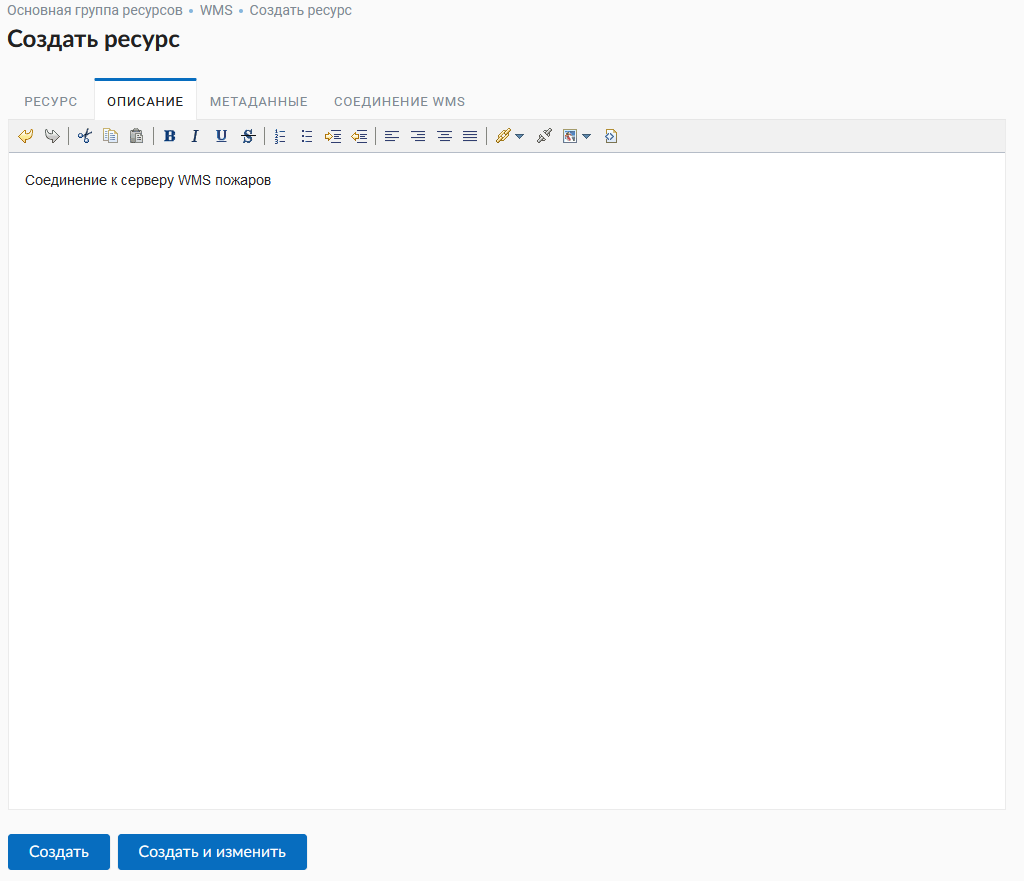 Основная группа ресурсов • WMS • Создать ресурс
Создать ресурс
РЕСУРС ОПИСАНИЕ МЕТАДАННЫЕ СОЕДИНЕНИЕ WMS
B I U S
Соединение к серверу WMS пожаров
Создать Создать и изменить